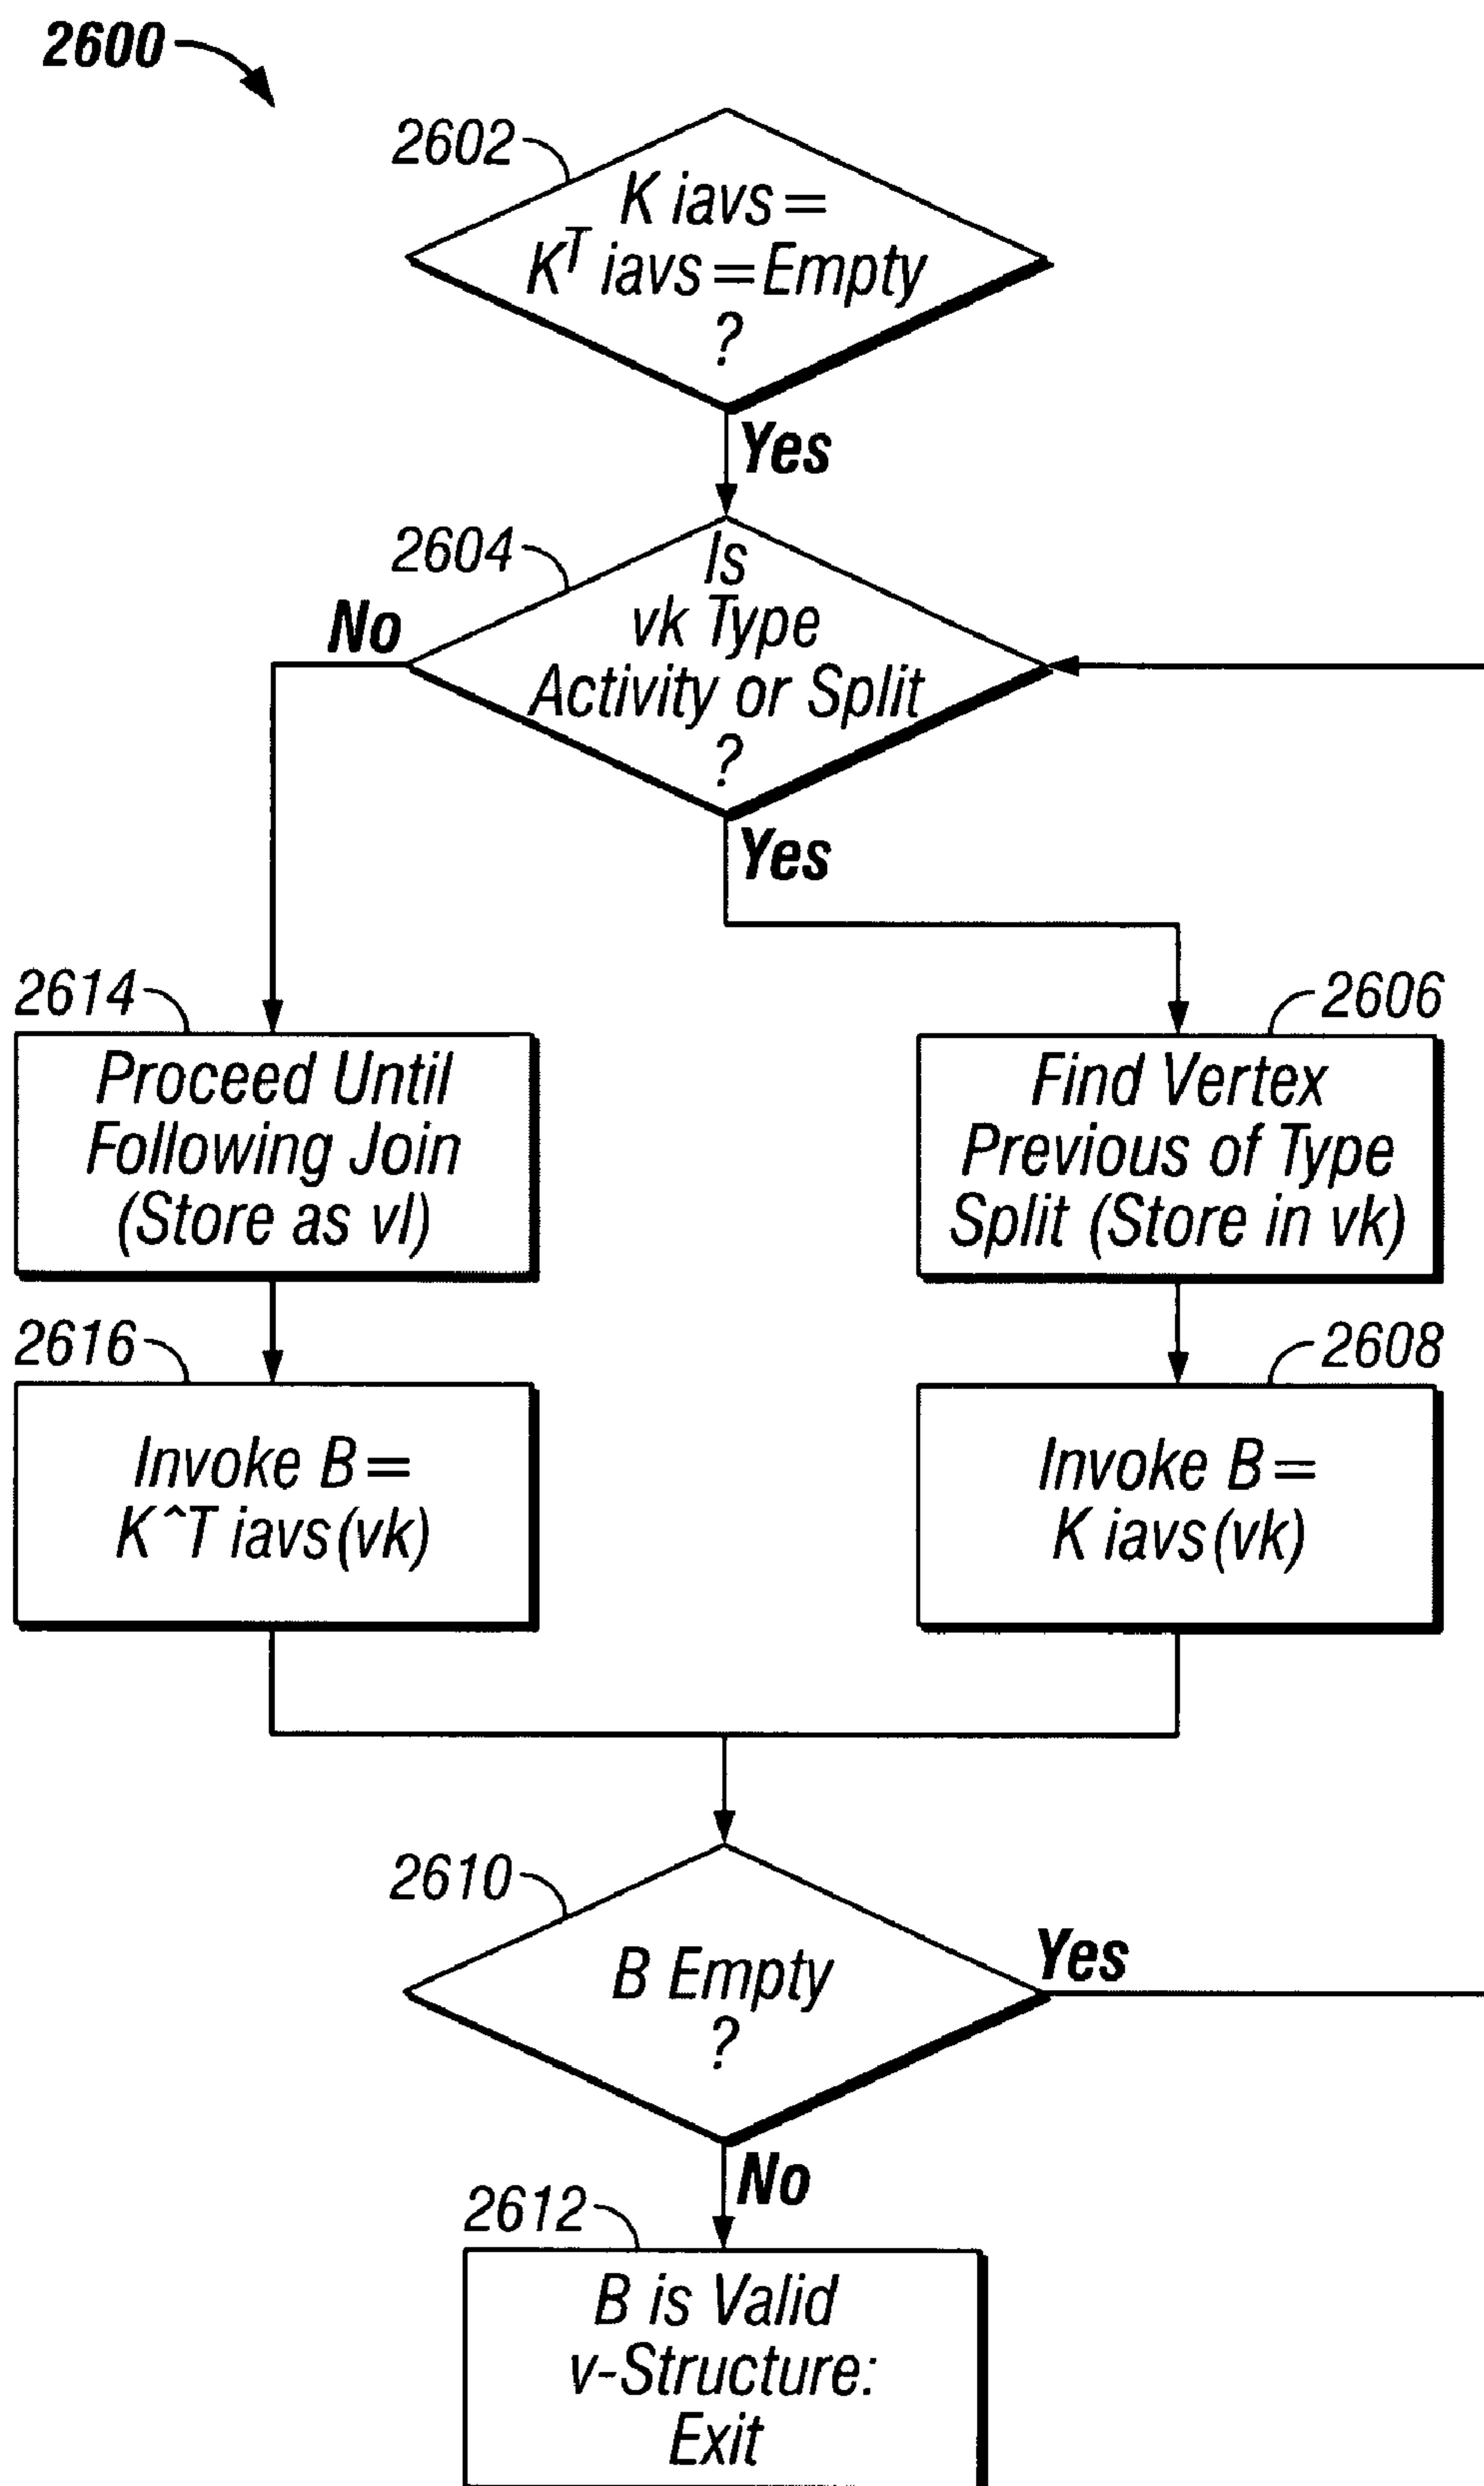 2600
2602
K iavs =
K^T iavs = Empty
?
Yes
2604
Is
vk Type
Activity or Split
?
No
Yes
2614
Proceed Until
Following Join
(Store as vl)
2606
Find Vertex
Previous of Type
Split (Store in vk)
2616
Invoke B =
K^T iavs (vk)
2608
Invoke B =
K iavs (vk)
2610
B Empty
?
Yes
No
2612
B is Valid
v-Structure:
Exit